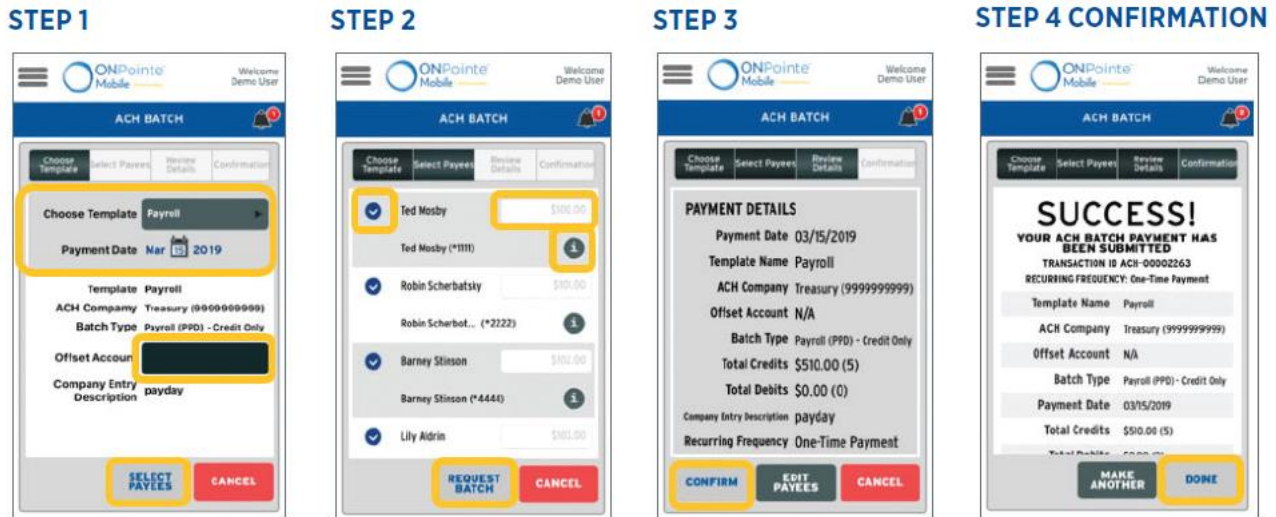 STEP 1
ONPointe
Mobile
Welcome
Demo User
ACH BATCH
1
Choose Template
Select Payees
Review Details
Confirmation
Choose Template Payroll
Payment Date Mar 15 2019
Template Payroll
ACH Compamy Treasury (9999999999)
Batch Type Payroll (PPD) - Credit Only
Offset Account
Company Entry
Description payday
SELECT
PAYEES
CANCEL
STEP 2
ONPointe
Mobile
Welcome
Demo User
ACH BATCH
1
Choose Template
Select Payees
Review Details
Confirmation
Ted Mosby $100.00
Ted Mosby (*1111) i
Robin Scherbatsky $101.00
Robin Scherbot... (*2222) i
Barney Stinson $102.00
Barney Stinson (*4444) i
Lily Aldrin $103.00
REQUEST
BATCH
CANCEL
STEP 3
ONPointe
Mobile
Welcome
Demo User
ACH BATCH
1
Choose Template
Select Payees
Review Details
Confirmation
PAYMENT DETAILS
Payment Date 03/15/2019
Template Name Payroll
ACH Company Treasury (9999999999)
Offset Account N/A
Batch Type Payroll (PPD) - Credit Only
Total Credits $510.00 (5)
Total Debits $0.00 (0)
Company Entry Description payday
Recurring Frequency One-Time Payment
CONFIRM
EDIT
PAYEES
CANCEL
STEP 4 CONFIRMATION
ONPointe
Mobile
Welcome
Demo User
ACH BATCH
Choose Template
Select Payees
Review Details
Confirmation
SUCCESS!
YOUR ACH BATCH PAYMENT HAS
BEEN SUBMITTED
TRANSACTION ID ACH-00002263
RECURRING FREQUENCY: One-Time Payment
Template Name Payroll
ACH Company Treasury (9999999999)
Offset Account N/A
Batch Type Payroll (PPD) - Credit Only
Payment Date 03/15/2019
Total Credits $510.00 (5)
MAKE
ANOTHER
DONE